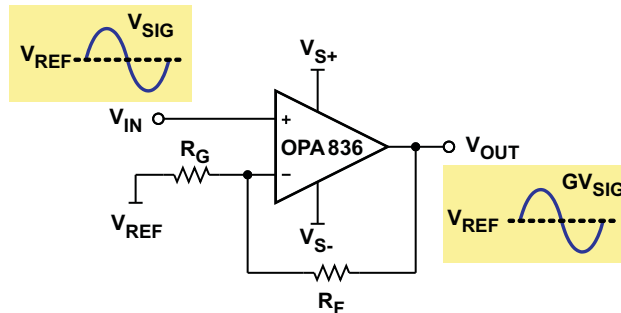 V_SIG
V_REF
V_S+
V_IN
+
OPA836
R_G
−
V_OUT
V_REF
V_S-
GV_SIG
V_REF
R_F